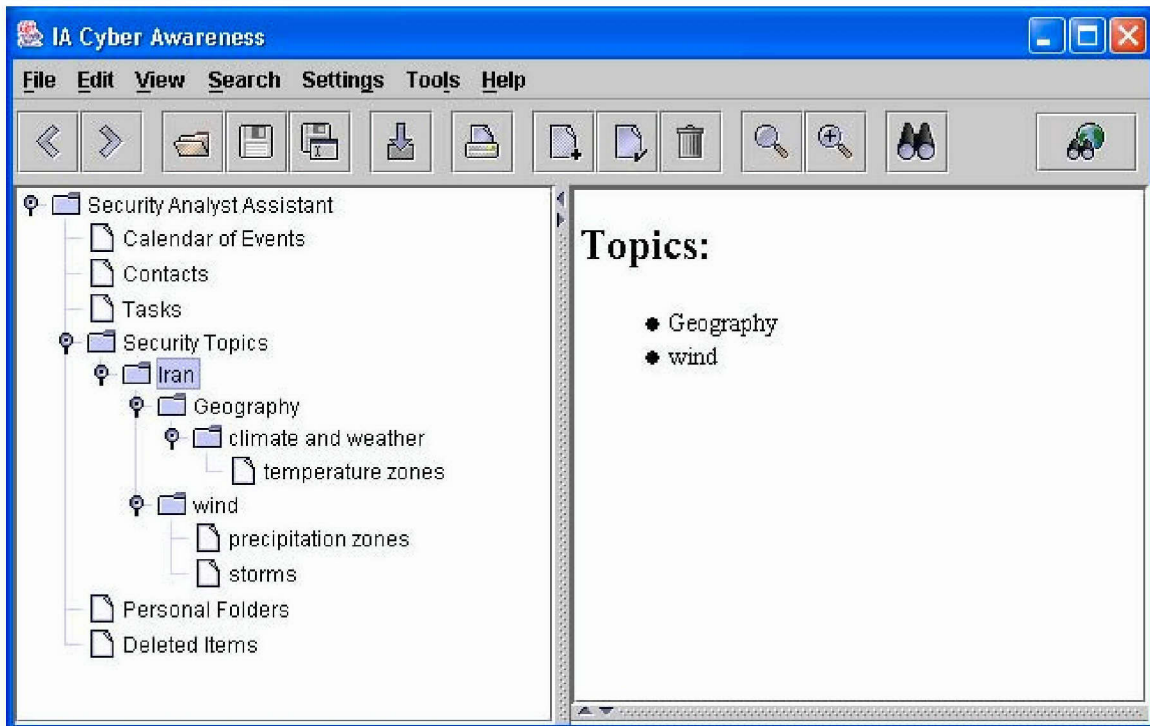 IA Cyber Awareness
File Edit View Search Settings Tools Help
Security Analyst Assistant
Calendar of Events
Contacts
Tasks
Security Topics
Iran
Geography
climate and weather
temperature zones
wind
precipitation zones
storms
Personal Folders
Deleted Items
Topics:
Geography
wind